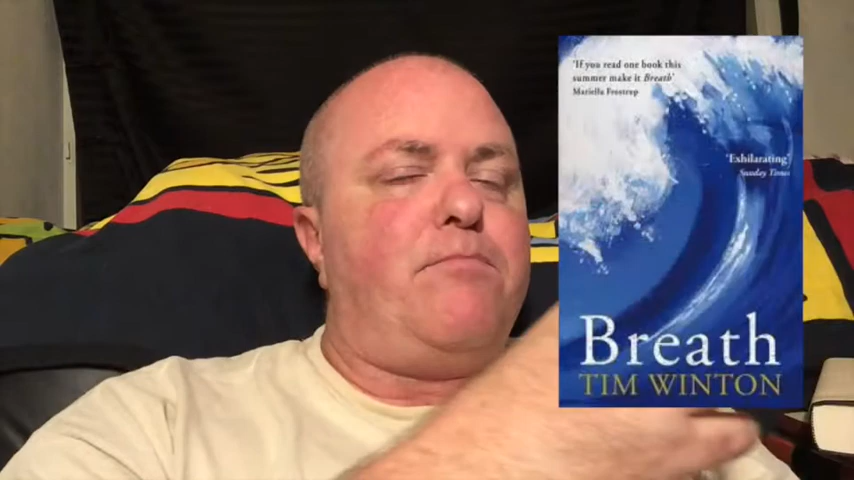 'If you read one book this
summer make it Breath'
Mariella Frostrup
'Exhilarating'
Sunday Times
Breath
TIM WINTON